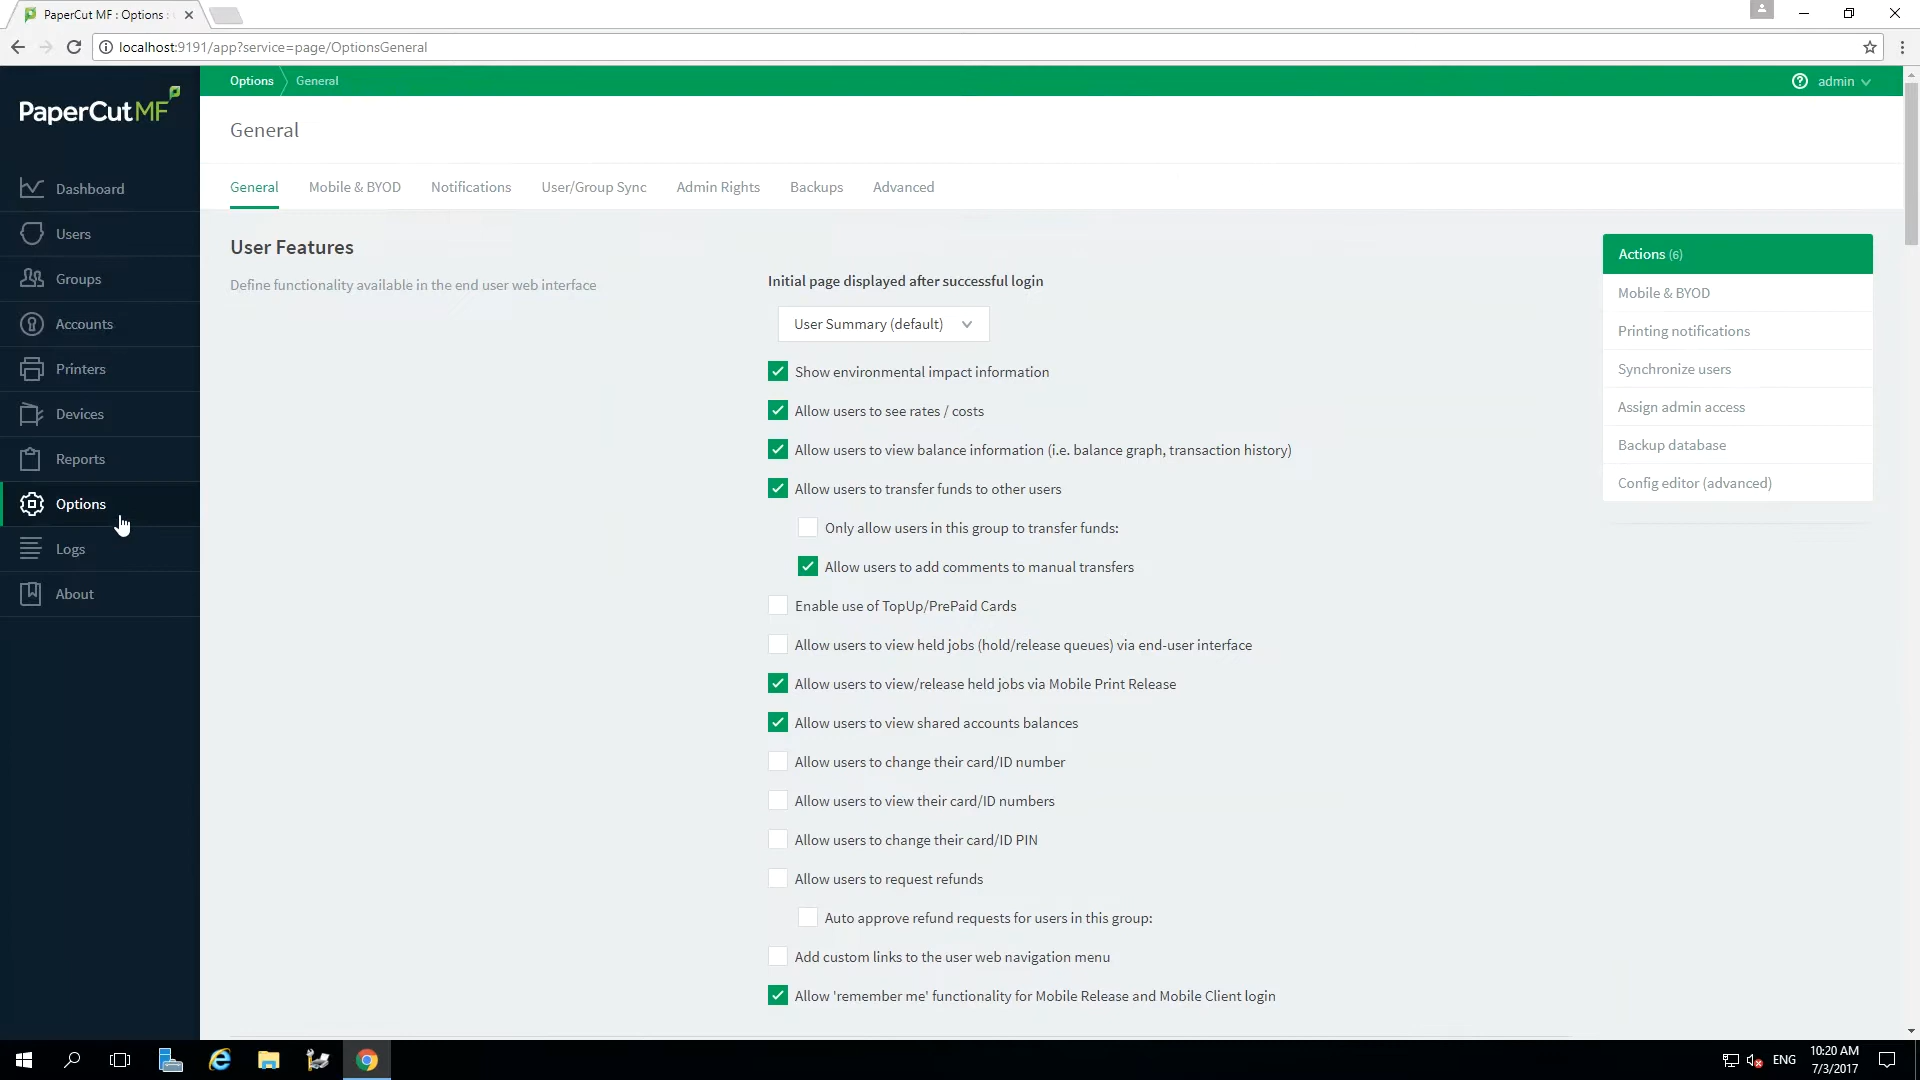 PaperCut MF : Options :
localhost:9191/app?service=page/OptionsGeneral
PaperCutMF
Options
General
admin
General
General
Mobile & BYOD
Notifications
User/Group Sync
Admin Rights
Backups
Advanced
Dashboard
Users
Groups
Accounts
Printers
Devices
Reports
Options
Logs
About
User Features
Define functionality available in the end user web interface
Initial page displayed after successful login
User Summary (default)
Show environmental impact information
Allow users to see rates / costs
Allow users to view balance information (i.e. balance graph, transaction history)
Allow users to transfer funds to other users
Only allow users in this group to transfer funds:
Allow users to add comments to manual transfers
Enable use of TopUp/PrePaid Cards
Allow users to view held jobs (hold/release queues) via end-user interface
Allow users to view/release held jobs via Mobile Print Release
Allow users to view shared accounts balances
Allow users to change their card/ID number
Allow users to view their card/ID numbers
Allow users to change their card/ID PIN
Allow users to request refunds
Auto approve refund requests for users in this group:
Add custom links to the user web navigation menu
Allow 'remember me' functionality for Mobile Release and Mobile Client login
Actions (6)
Mobile & BYOD
Printing notifications
Synchronize users
Assign admin access
Backup database
Config editor (advanced)
ENG
10:20 AM
7/3/2017